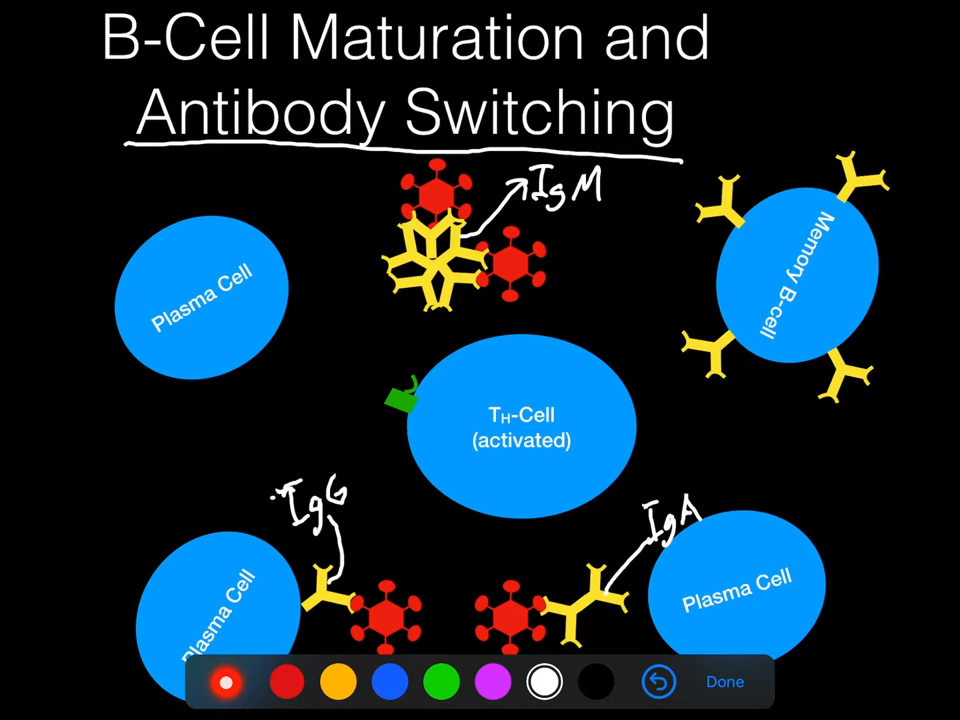 B-Cell Maturation and
Antibody Switching
IgM
Plasma Cell
Memory B-cell
TH-Cell
(activated)
IgG
IgA
Plasma Cell
Plasma Cell
Done